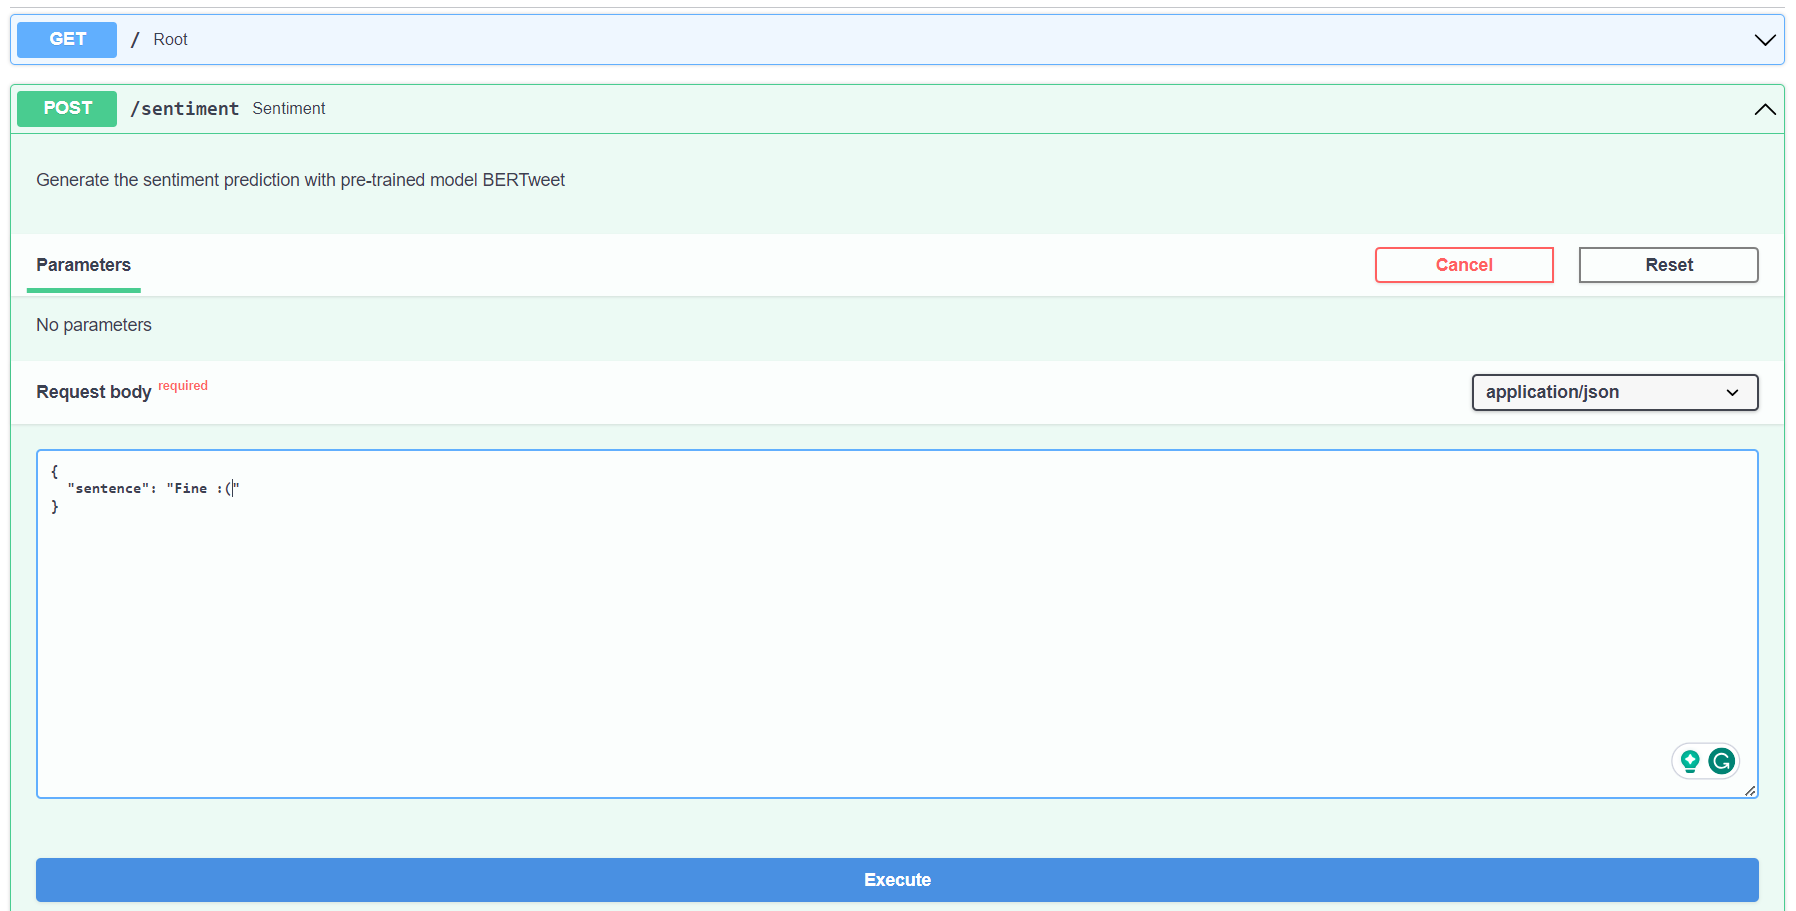 GET / Root
POST /sentiment Sentiment
Generate the sentiment prediction with pre-trained model BERTweet
Parameters Cancel Reset
No parameters
Request body required application/json
{
"sentence": "Fine :("
}
Execute